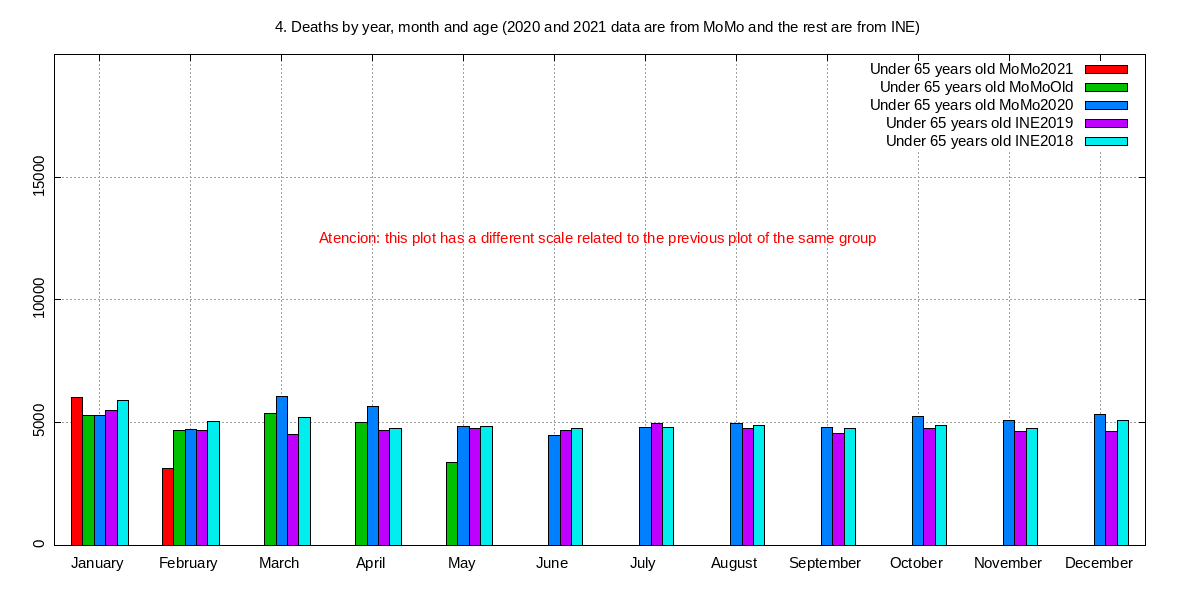 4. Deaths by year, month and age (2020 and 2021 data are from MoMo and the rest are from INE)
Under 65 years old MoMo2021
Under 65 years old MoMoOld
Under 65 years old MoMo2020
Under 65 years old INE2019
Under 65 years old INE2018
15000
Atencion: this plot has a different scale related to the previous plot of the same group
10000
5000
0
January February March April May June July August September October November December